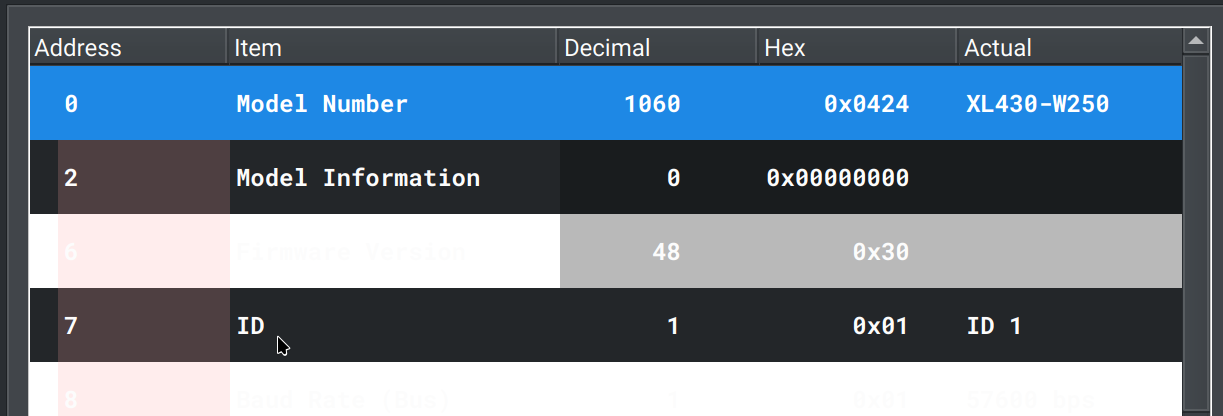 Address Item Decimal Hex Actual
0 Model Number 1060 0x0424 XL430-W250
2 Model Information 0 0x00000000
6 Firmware Version 48 0x30
7 ID 1 0x01 ID 1
8 Baud Rate (Bus) 1 0x01 57600 bps